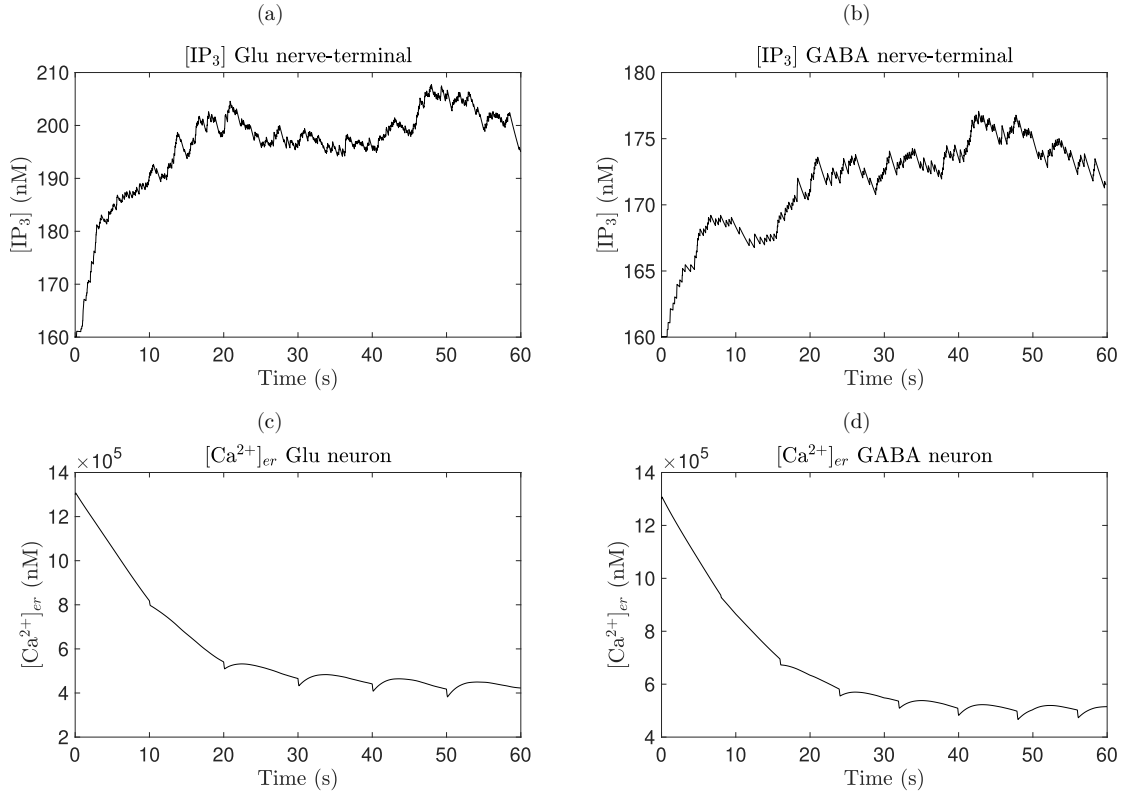 (a)
[IP₃] Glu nerve-terminal
210
200
190
180
170
160
[IP₃] (nM)
0 10 20 30 40 50 60
Time (s)
(b)
[IP₃] GABA nerve-terminal
180
175
170
165
160
[IP₃] (nM)
0 10 20 30 40 50 60
Time (s)
(c)
[Ca²⁺]ₑᵣ Glu neuron
×10⁵
14
12
10
8
6
4
2
[Ca²⁺]ₑᵣ (nM)
0 10 20 30 40 50 60
Time (s)
(d)
[Ca²⁺]ₑᵣ GABA neuron
×10⁵
14
12
10
8
6
4
[Ca²⁺]ₑᵣ (nM)
0 10 20 30 40 50 60
Time (s)